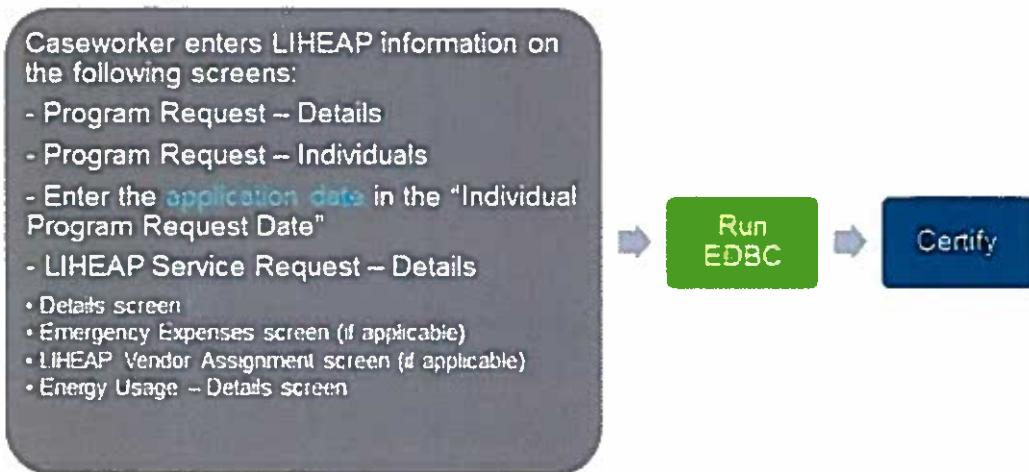 Caseworker enters LIHEAP information on
the following screens:
- Program Request – Details
- Program Request – Individuals
- Enter the application date in the "Individual
Program Request Date"
- LIHEAP Service Request – Details
• Details screen
• Emergency Expenses screen (if applicable)
• LIHEAP Vendor Assignment screen (if applicable)
• Energy Usage – Details screen
Run
EDBC
Certify